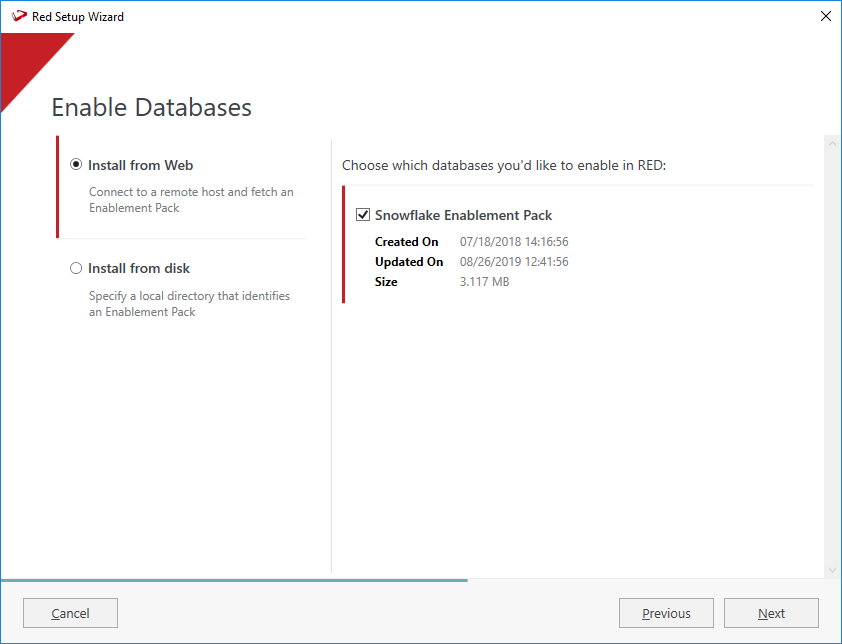 Red Setup Wizard
Enable Databases
Install from Web
Connect to a remote host and fetch an
Enablement Pack
Install from disk
Specify a local directory that identifies
an Enablement Pack
Choose which databases you'd like to enable in RED:
Snowflake Enablement Pack
Created On 07/18/2018 14:16:56
Updated On 08/26/2019 12:41:56
Size 3.117 MB
Cancel
Previous
Next